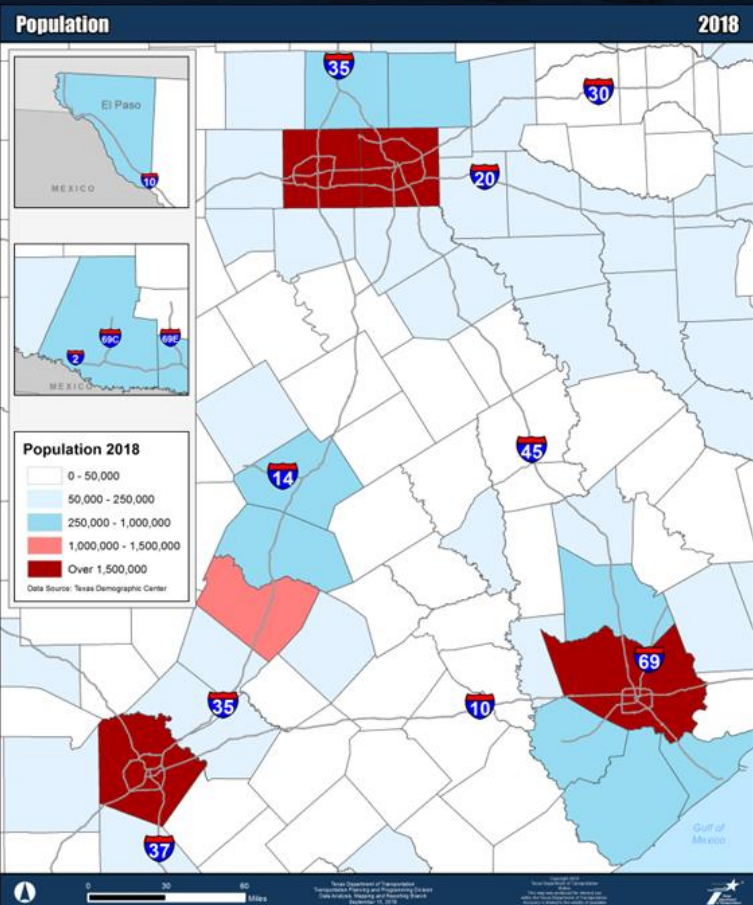 Population
2018
El Paso
MEXICO
10
69C
69E
2
MEXICO
Population 2018
0 - 50,000
50,000 - 250,000
250,000 - 1,000,000
1,000,000 - 1,500,000
Over 1,500,000
Data Source: Texas Demographic Center
35
30
20
14
45
69
35
10
37
Gulf of
Mexico
0 30 60
Miles
Texas Department of Transportation
Transportation Planning and Programming Division
Data Analysis, Mapping and Reporting Branch